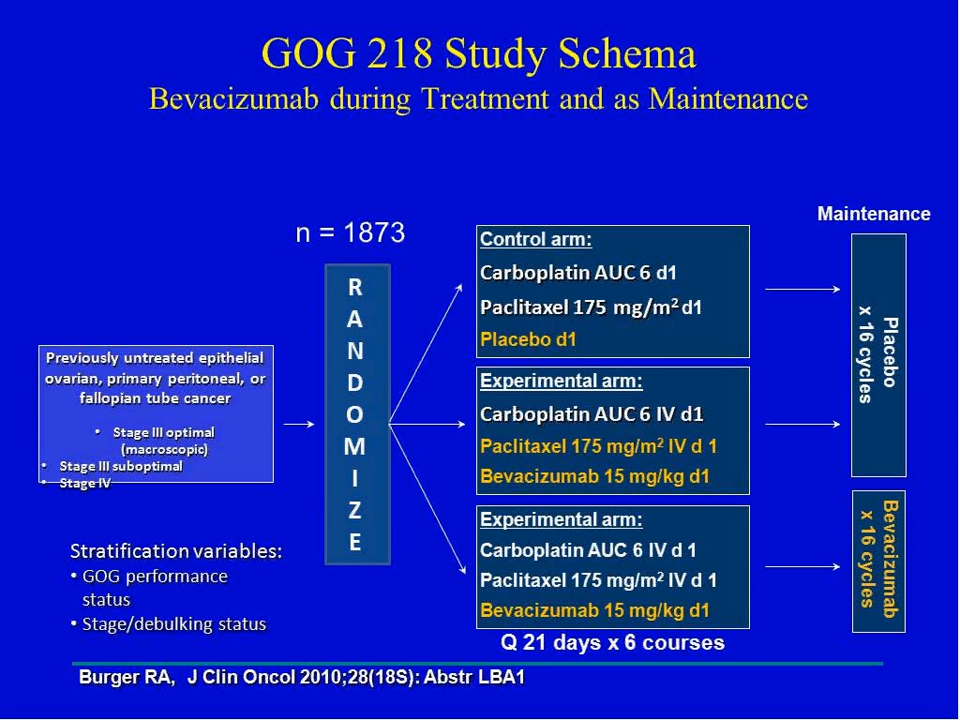 GOG 218 Study Schema
Bevacizumab during Treatment and as Maintenance
n = 1873
Previously untreated epithelial
ovarian, primary peritoneal, or
fallopian tube cancer
• Stage III optimal
(macroscopic)
• Stage III suboptimal
• Stage IV
Stratification variables:
• GOG performance
status
• Stage/debulking status
R
A
N
D
O
M
I
Z
E
Control arm:
Carboplatin AUC 6 d1
Paclitaxel 175 mg/m² d1
Placebo d1
Experimental arm:
Carboplatin AUC 6 IV d1
Paclitaxel 175 mg/m² IV d 1
Bevacizumab 15 mg/kg d1
Experimental arm:
Carboplatin AUC 6 IV d 1
Paclitaxel 175 mg/m² IV d 1
Bevacizumab 15 mg/kg d1
Q 21 days x 6 courses
Maintenance
Placebo
x 16 cycles
Bevacizumab
x 16 cycles
Burger RA, J Clin Oncol 2010;28(18S): Abstr LBA1